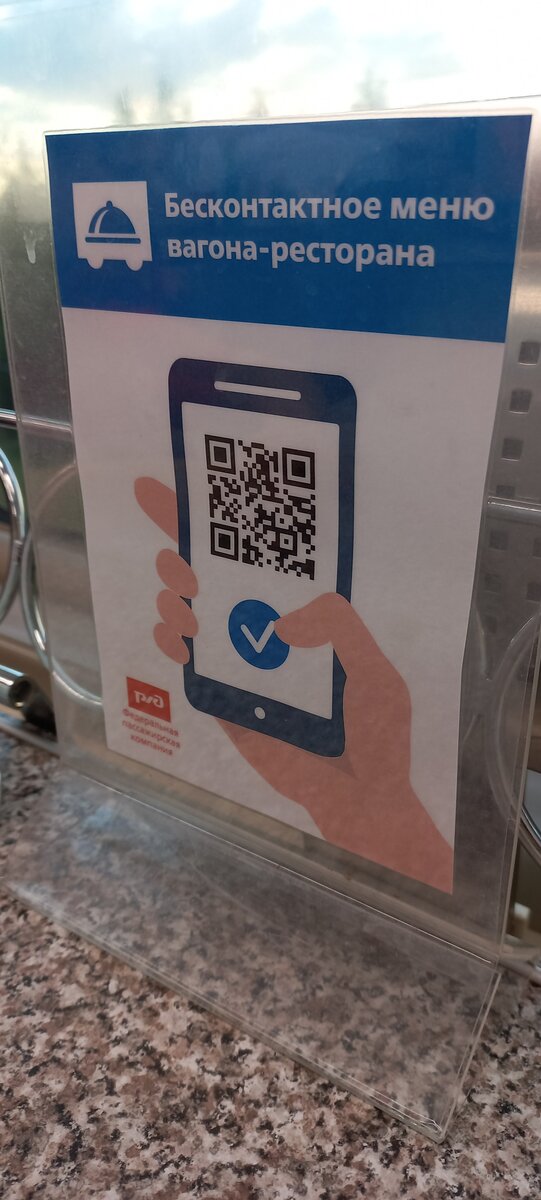 Бесконтактное меню
вагона-ресторана
РЖД
Федеральная
пассажирская
компания